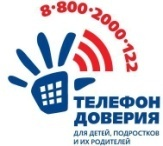 8-800-2000-122
ТЕЛЕФОН
ДОВЕРИЯ
ДЛЯ ДЕТЕЙ, ПОДРОСТКОВ
И ИХ РОДИТЕЛЕЙ